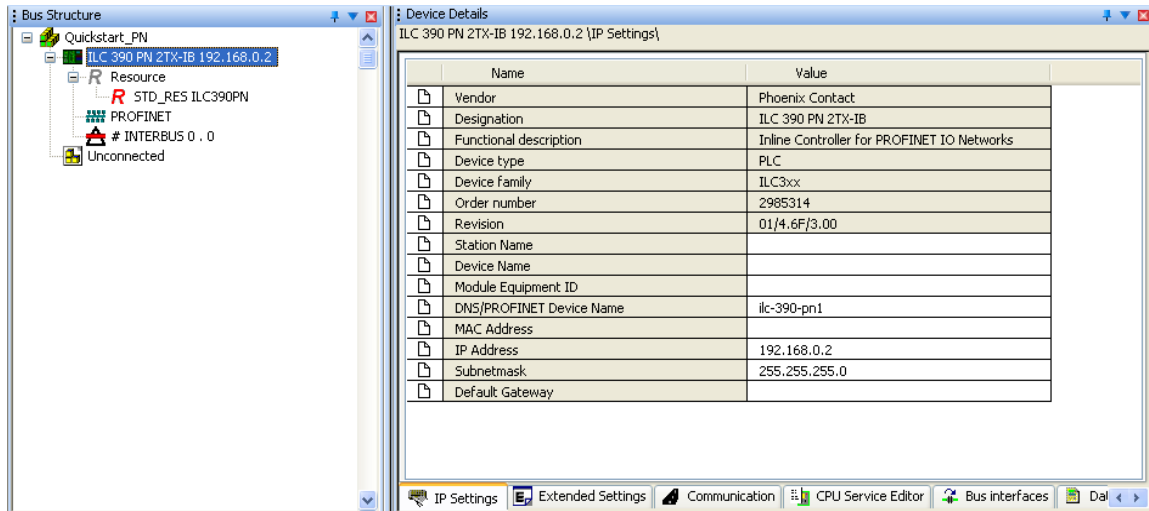 Bus Structure
Quickstart_PN
ILC 390 PN 2TX-IB 192.168.0.2
R Resource
R STD_RES ILC390PN
PROFINET
# INTERBUS 0 . 0
Unconnected
Device Details
ILC 390 PN 2TX-IB 192.168.0.2 \IP Settings\
Name Value
Vendor Phoenix Contact
Designation ILC 390 PN 2TX-IB
Functional description Inline Controller for PROFINET IO Networks
Device type PLC
Device family ILC3xx
Order number 2985314
Revision 01/4.6F/3.00
Station Name
Device Name
Module Equipment ID
DNS/PROFINET Device Name ilc-390-pn1
MAC Address
IP Address 192.168.0.2
Subnetmask 255.255.255.0
Default Gateway
IP Settings Extended Settings Communication CPU Service Editor Bus interfaces